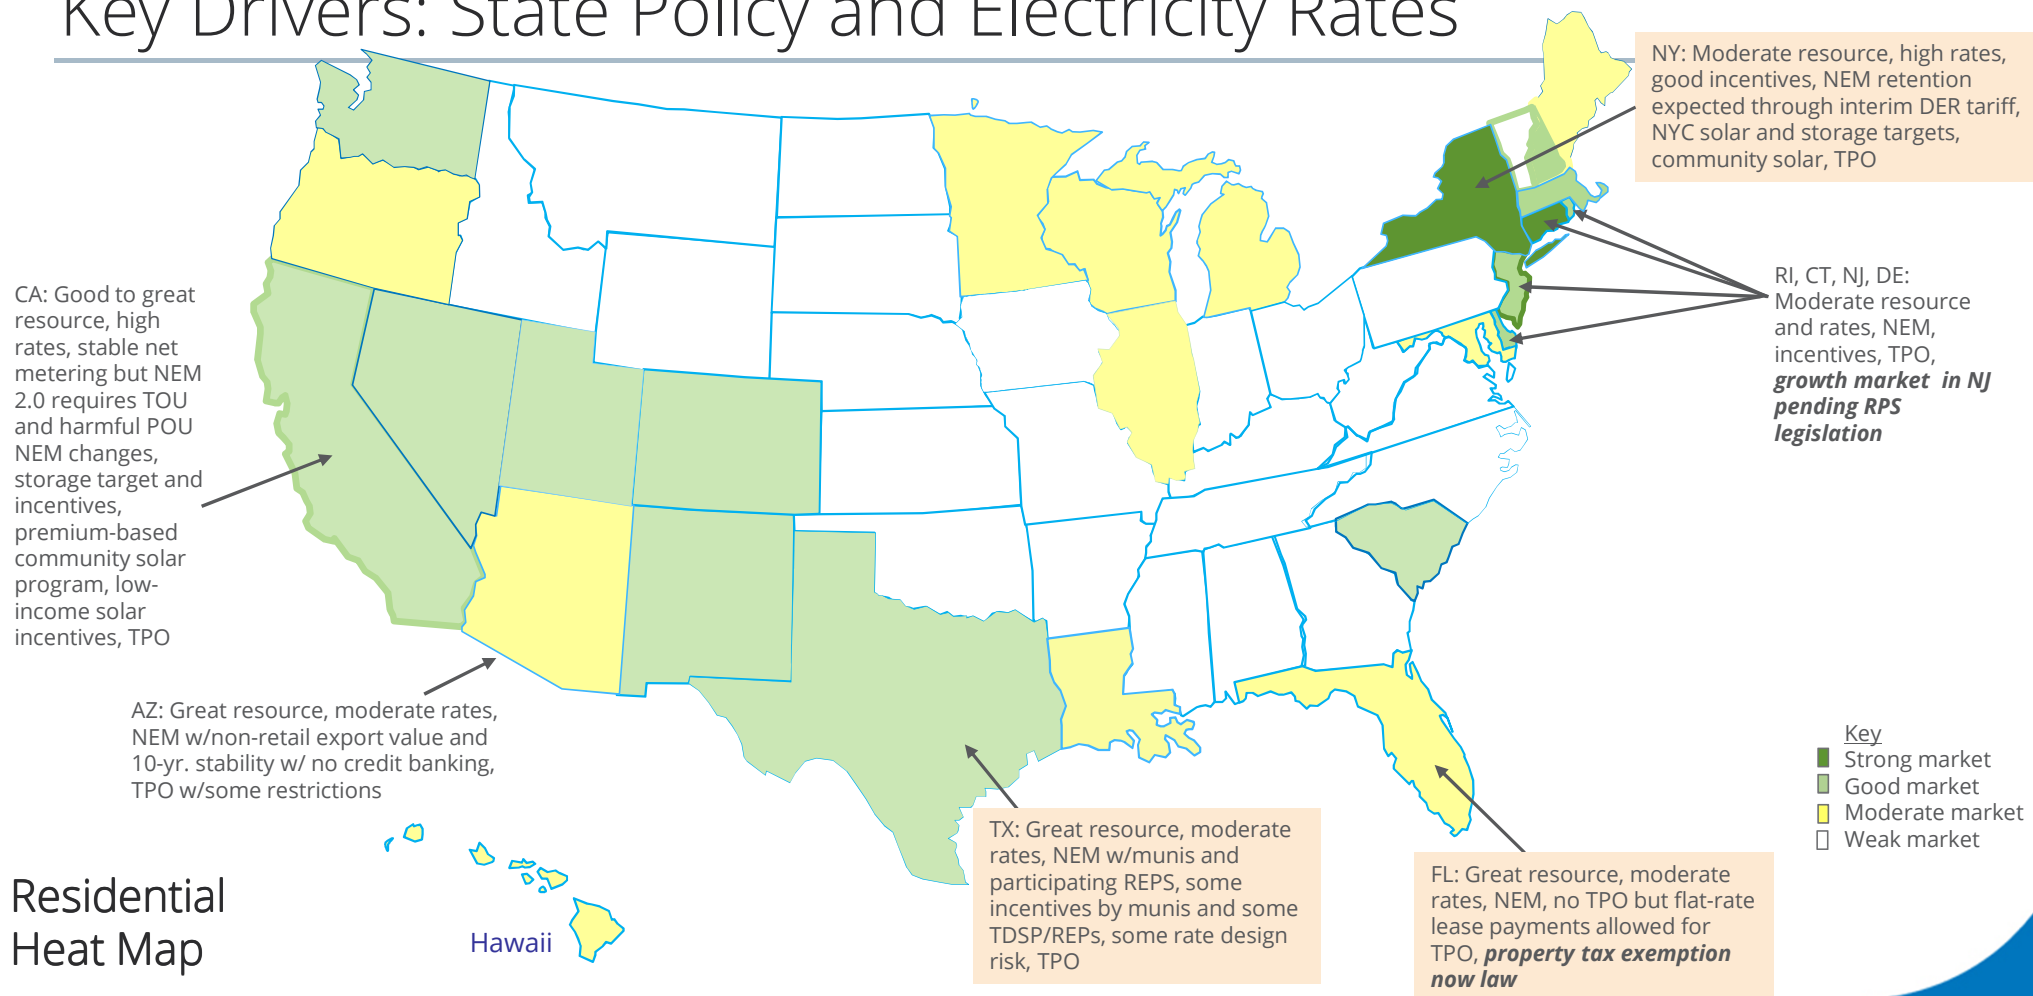 Key Drivers: State Policy and Electricity Rates
NY: Moderate resource, high rates,
good incentives, NEM retention
expected through interim DER tariff,
NYC solar and storage targets,
community solar, TPO
RI, CT, NJ, DE:
Moderate resource
and rates, NEM,
incentives, TPO,
growth market in NJ
pending RPS
legislation
CA: Good to great
resource, high
rates, stable net
metering but NEM
2.0 requires TOU
and harmful POU
NEM changes,
storage target and
incentives,
premium-based
community solar
program, low-
income solar
incentives, TPO
AZ: Great resource, moderate rates,
NEM w/non-retail export value and
10-yr. stability w/ no credit banking,
TPO w/some restrictions
TX: Great resource, moderate
rates, NEM w/munis and
participating REPS, some
incentives by munis and some
TDSP/REPs, some rate design
risk, TPO
FL: Great resource, moderate
rates, NEM, no TPO but flat-rate
lease payments allowed for
TPO, property tax exemption
now law
Key
Strong market
Good market
Moderate market
Weak market
Residential
Heat Map
Hawaii